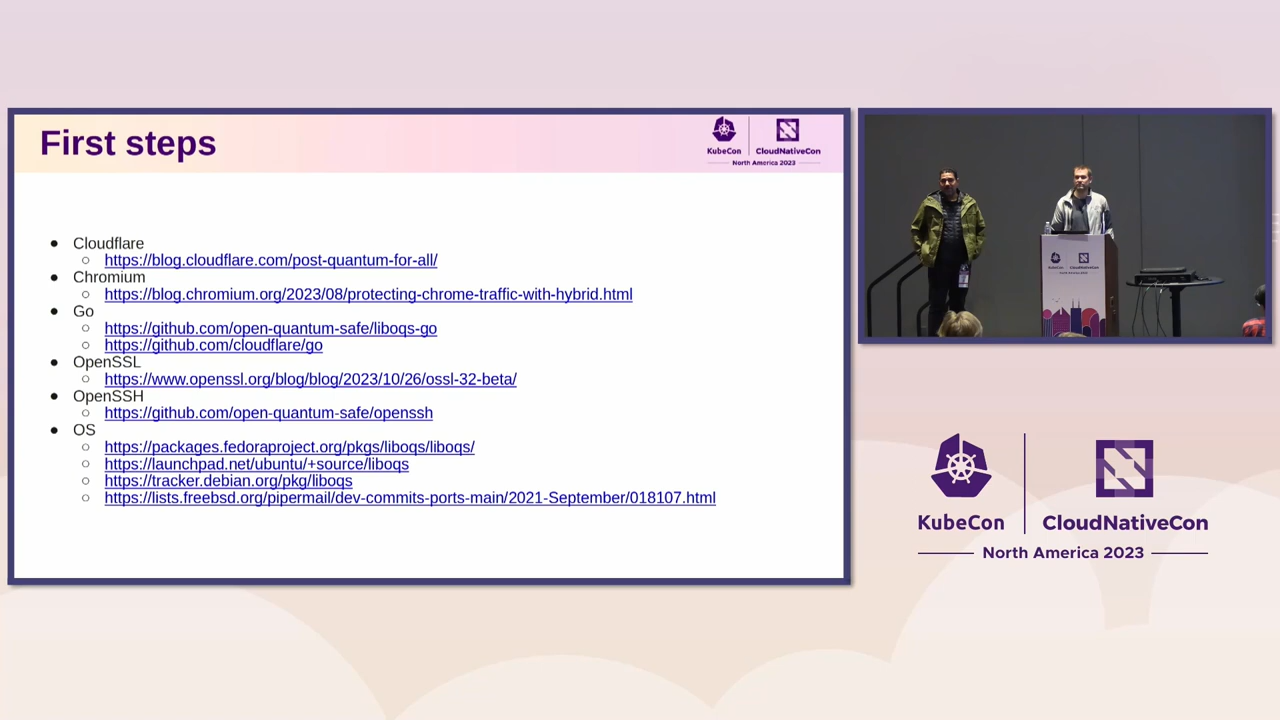 First steps
KubeCon
CloudNativeCon
North America 2023
● Cloudflare
○ https://blog.cloudflare.com/post-quantum-for-all/
● Chromium
○ https://blog.chromium.org/2023/08/protecting-chrome-traffic-with-hybrid.html
● Go
○ https://github.com/open-quantum-safe/liboqs-go
○ https://github.com/cloudflare/go
● OpenSSL
○ https://www.openssl.org/blog/blog/2023/10/26/ossl-32-beta/
● OpenSSH
○ https://github.com/open-quantum-safe/openssh
● OS
○ https://packages.fedoraproject.org/pkgs/liboqs/liboqs/
○ https://launchpad.net/ubuntu/+source/liboqs
○ https://tracker.debian.org/pkg/liboqs
○ https://lists.freebsd.org/pipermail/dev-commits-ports-main/2021-September/018107.html
KubeCon
CloudNativeCon
North America 2023